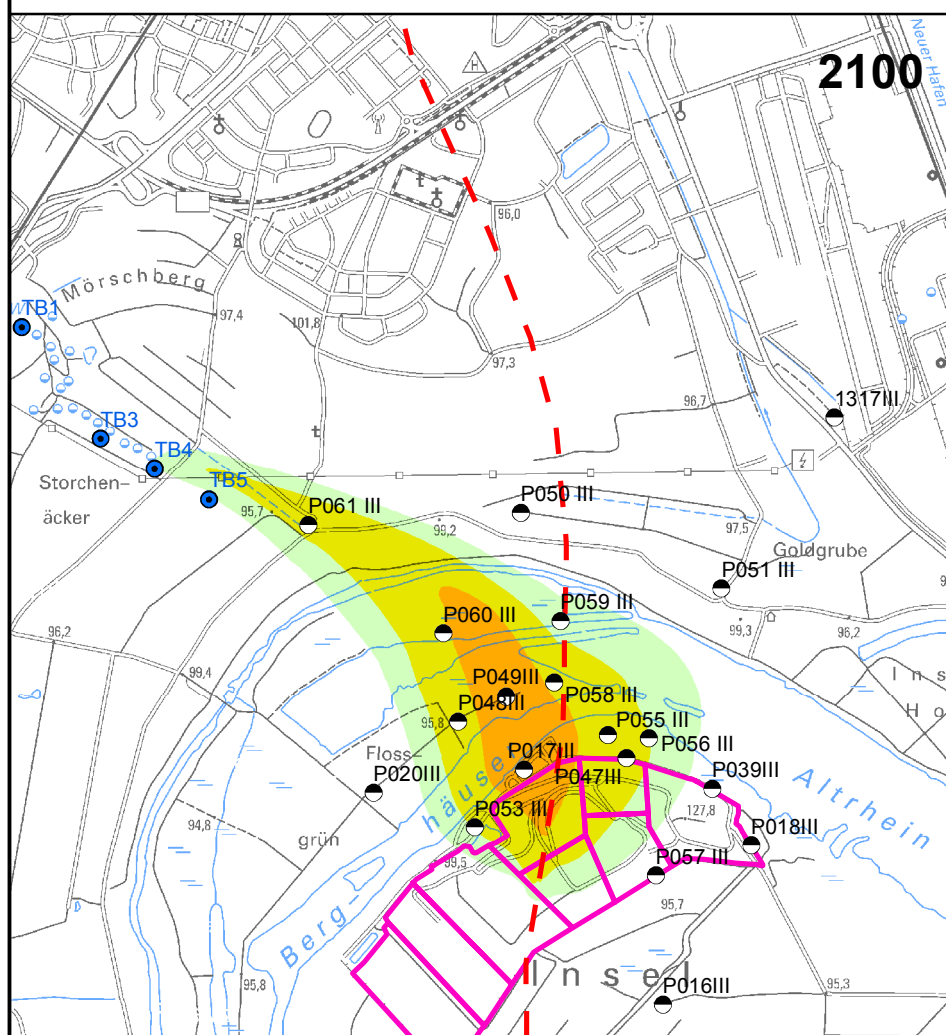 Neuer Hafen
2100
H
96,0
Mörschberg
TB1
97,4
101,8
97,3
96,7
1317III
TB3
TB4
Storchen-
äcker
TB5
95,7
P061 III
99,2
P050 III
97,5
Goldgrube
P051 III
96,2
99,4
P060 III
P059 III
99,3
96,2
I n s
H o
P049III
P058 III
P048III
95,8
P055 III
P056 III
Floss-
grün
P020III
P017III
P047III
P039III
Altrhein
127,8
94,8
P053 III
P018III
99,5
P057 III
Berg-
häuser
95,7
Insel
95,8
P016III
95,3